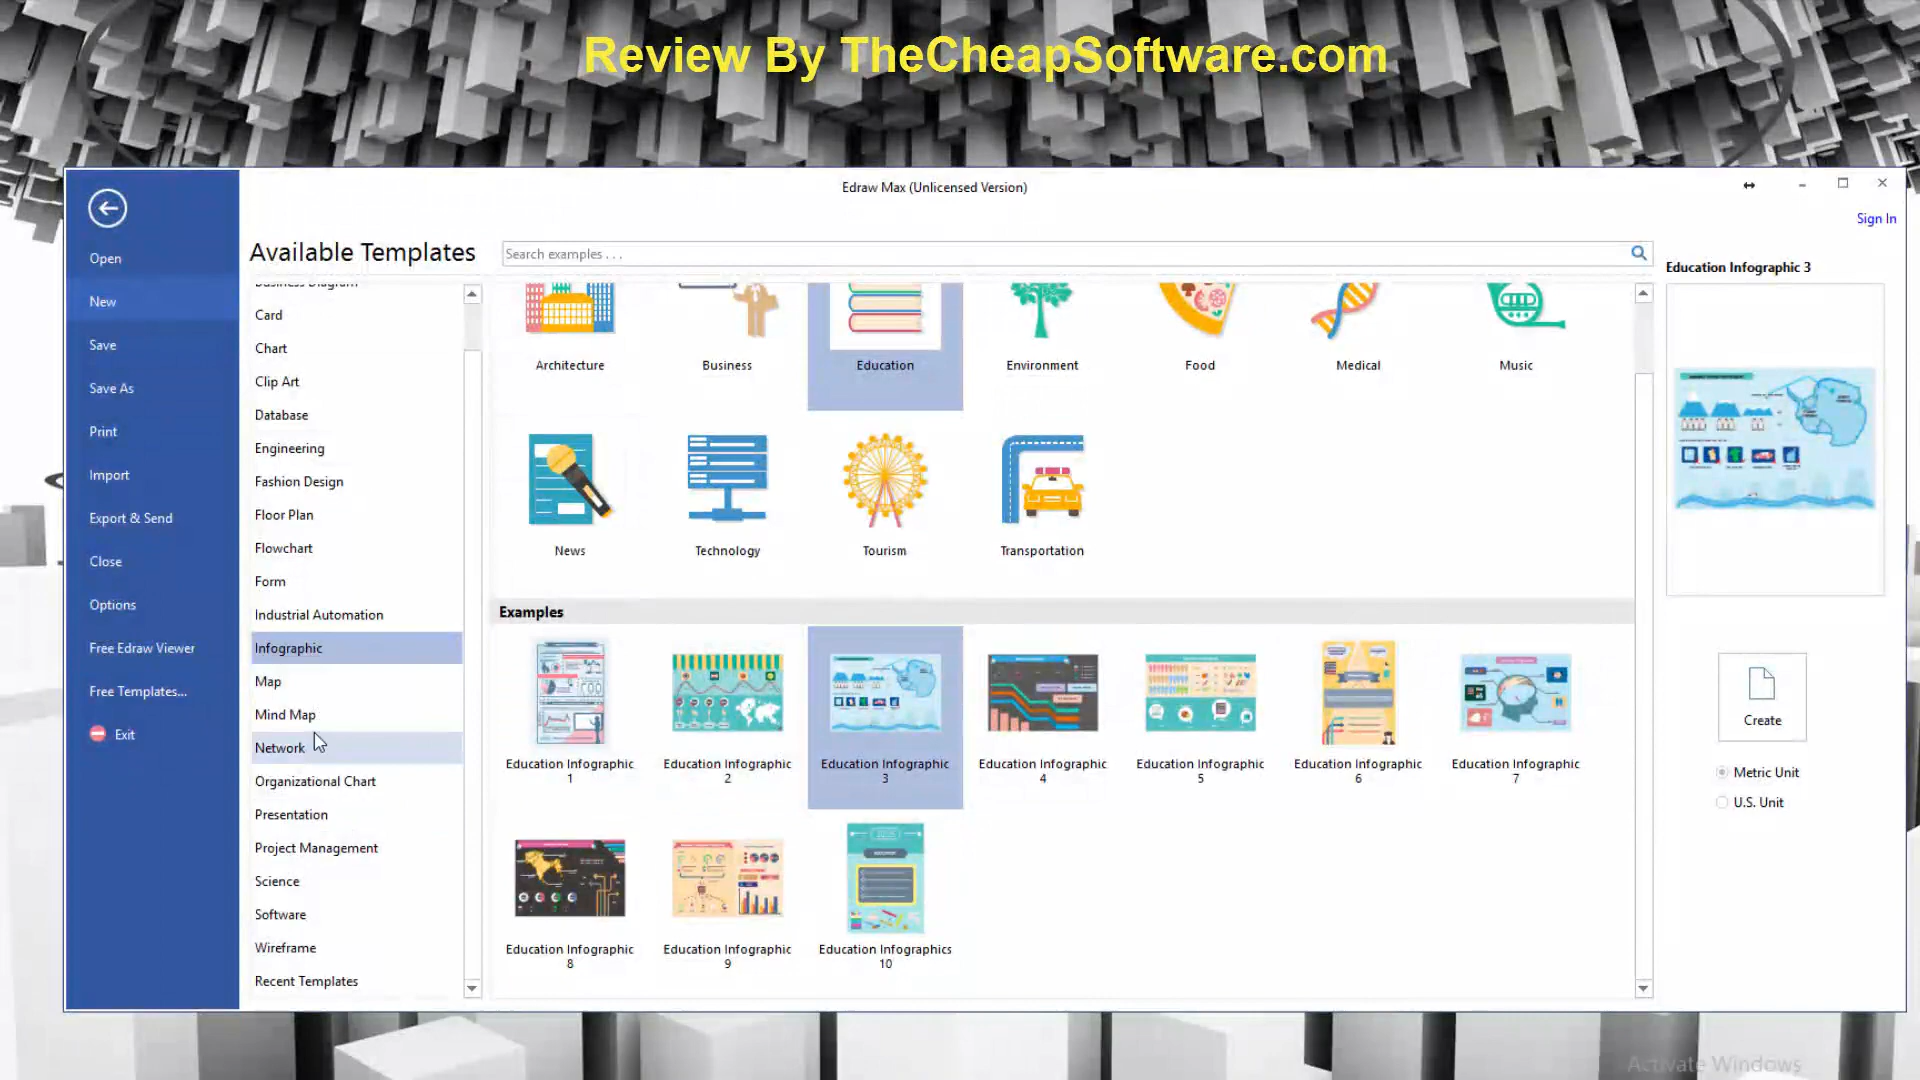 Review By TheCheapSoftware.com
Edraw Max (Unlicensed Version)
Sign In
Open
New
Save
Save As
Print
Import
Export & Send
Close
Options
Free Edraw Viewer
Free Templates...
Exit
Available Templates
Search examples . . .
Business Diagram
Card
Chart
Clip Art
Database
Engineering
Fashion Design
Floor Plan
Flowchart
Form
Industrial Automation
Infographic
Map
Mind Map
Network
Organizational Chart
Presentation
Project Management
Science
Software
Wireframe
Recent Templates
Architecture
Business
Education
Environment
Food
Medical
Music
News
Technology
Tourism
Transportation
Examples
Education Infographic
1
Education Infographic
2
Education Infographic
3
Education Infographic
4
Education Infographic
5
Education Infographic
6
Education Infographic
7
Education Infographic
8
Education Infographic
9
Education Infographics
10
Education Infographic 3
Create
Metric Unit
U.S. Unit
Activate Windows